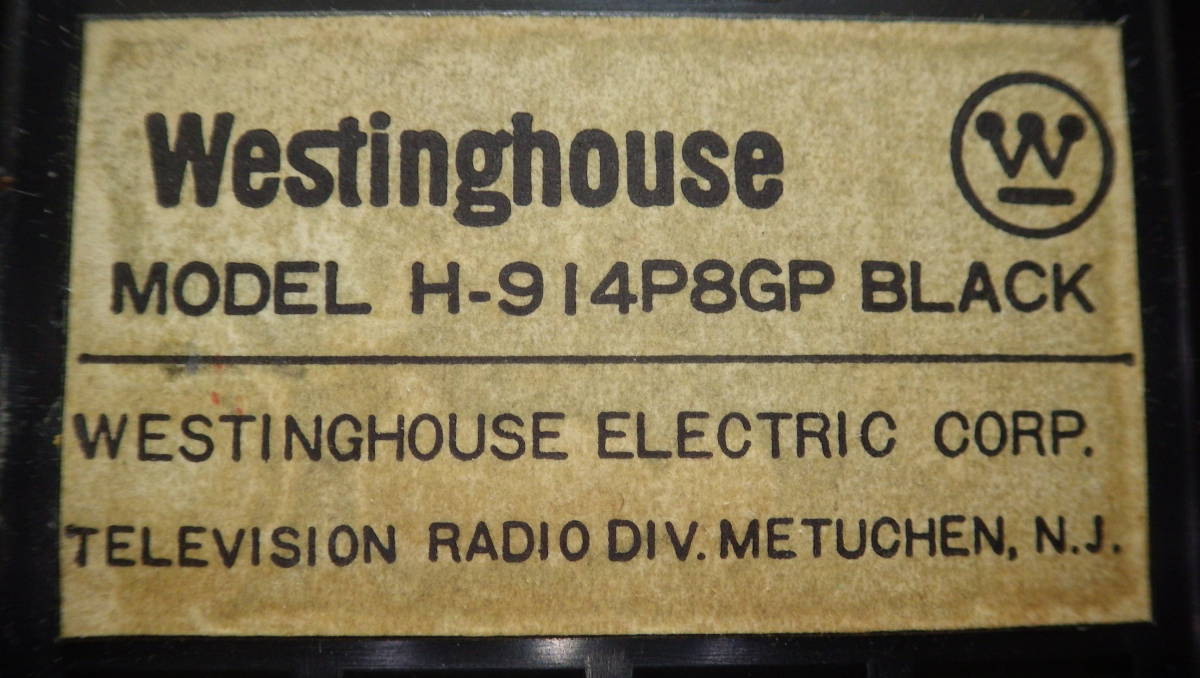 Westinghouse
W
MODEL H-914P8GP BLACK
WESTINGHOUSE ELECTRIC CORP.
TELEVISION RADIO DIV. METUCHEN, N.J.